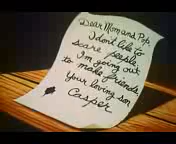 Dear Mom and Pop,
I don't like to
scare people,
I'm going out
to make friends
Your loving son
Casper